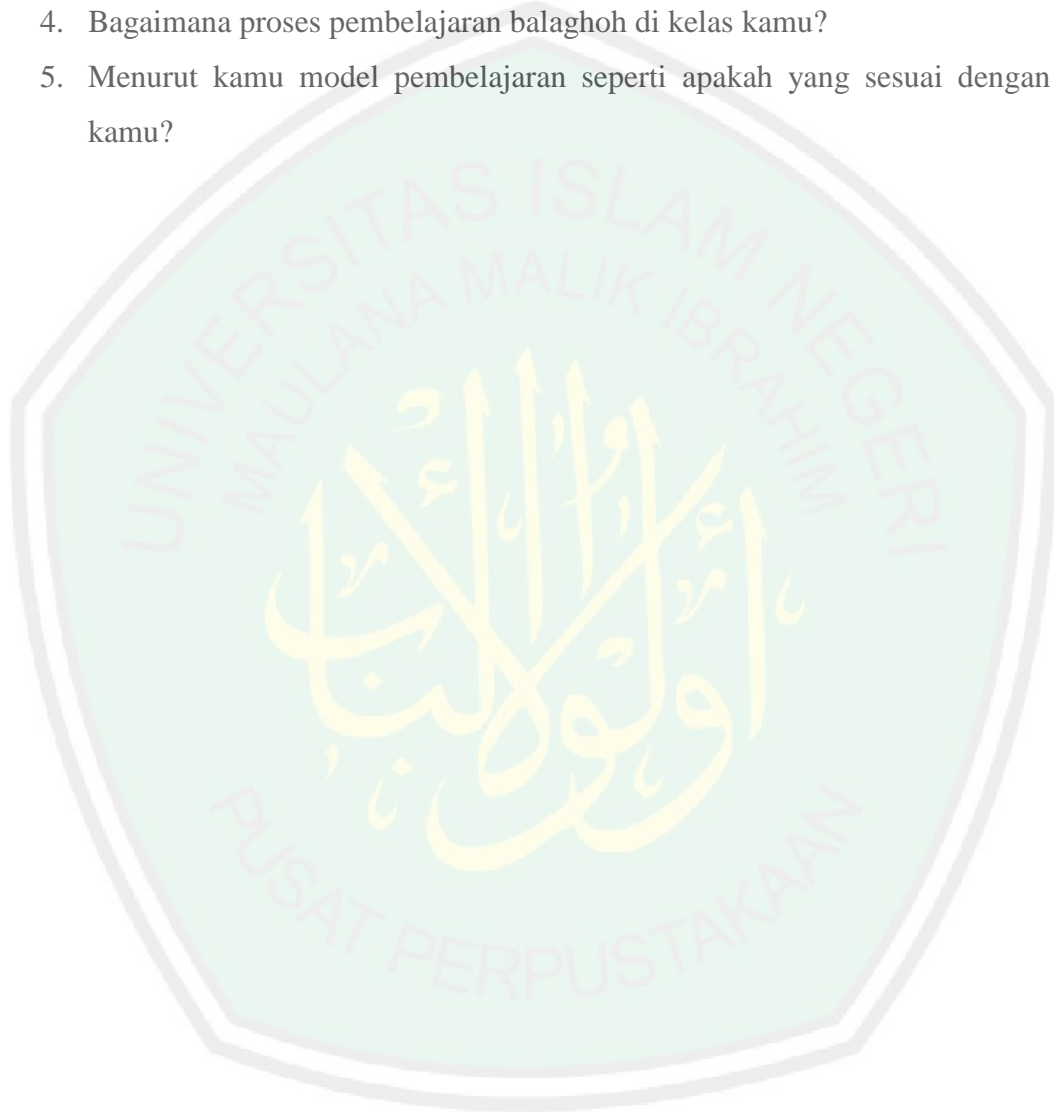 4. Bagaimana proses pembelajaran balaghoh di kelas kamu?
5. Menurut kamu model pembelajaran seperti apakah yang sesuai dengan
kamu?
UNIVERSITAS ISLAM NEGERI
MAULANA MALIK IBRAHIM
أولوا الألباب
PUSAT PERPUSTAKAAN